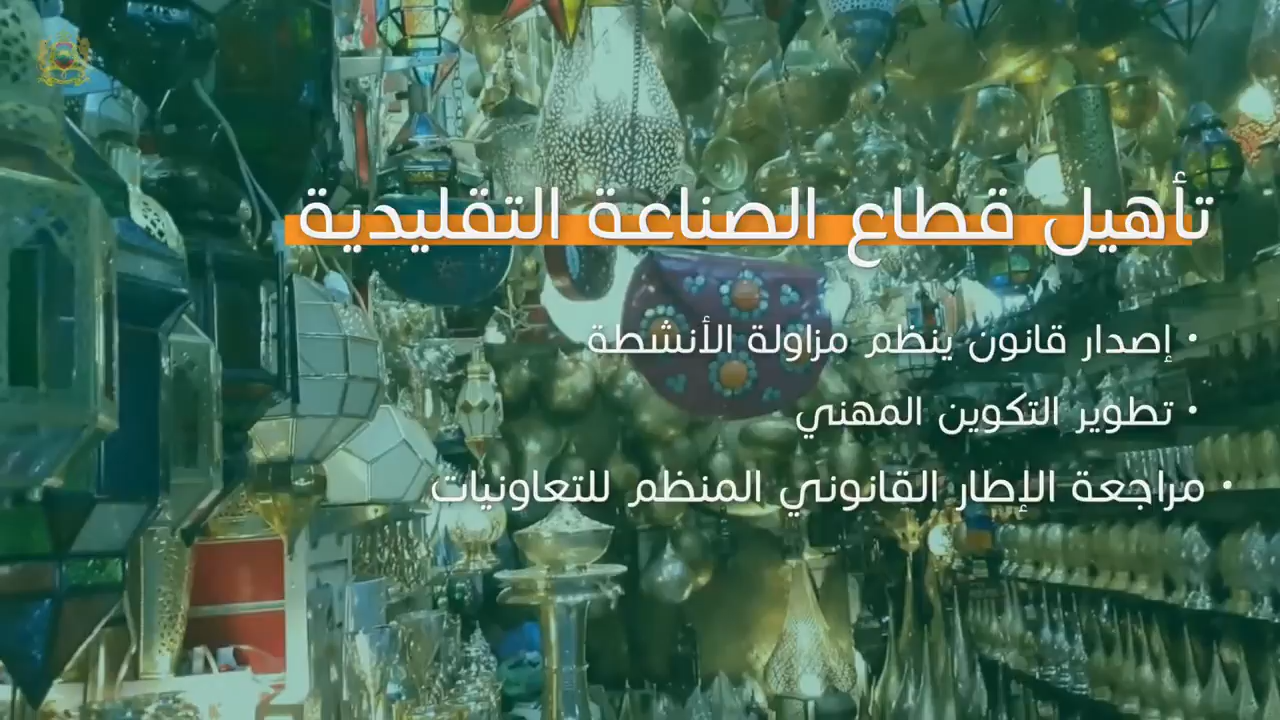 تأهيل قطاع الصناعة التقليدية
• إصدار قانون ينظم مزاولة الأنشطة
• تطوير التكوين المهني
• مراجعة الإطار القانوني المنظم للتعاونيات